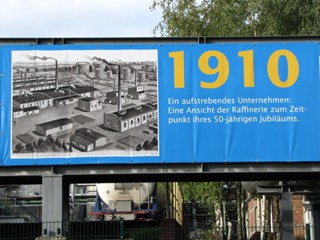 1910
Ein aufstrebendes Unternehmen:
Eine Ansicht der Raffinerie zum Zeit-
punkt ihres 50-jährigen Jubiläums.